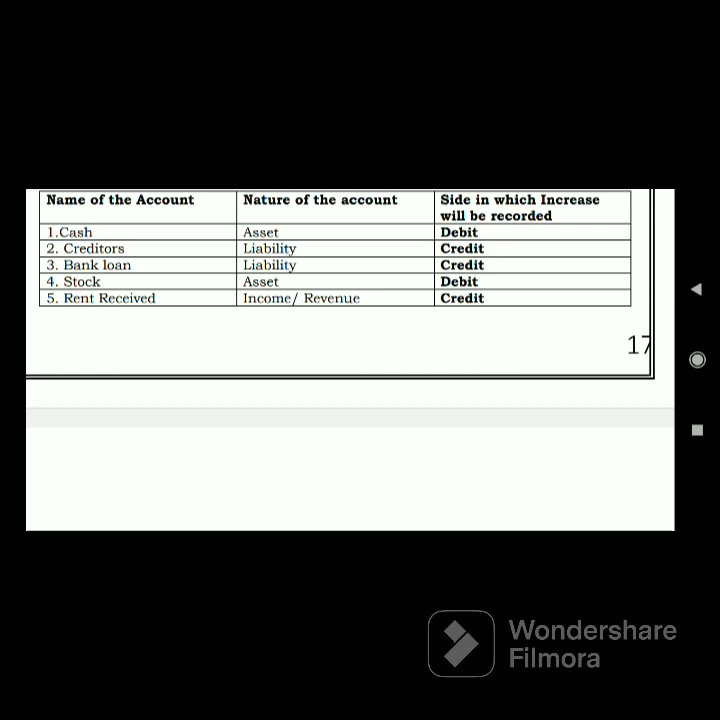 Name of the Account Nature of the account Side in which Increase
will be recorded
1.Cash Asset Debit
2. Creditors Liability Credit
3. Bank loan Liability Credit
4. Stock Asset Debit
5. Rent Received Income/ Revenue Credit
17
Wondershare
Filmora